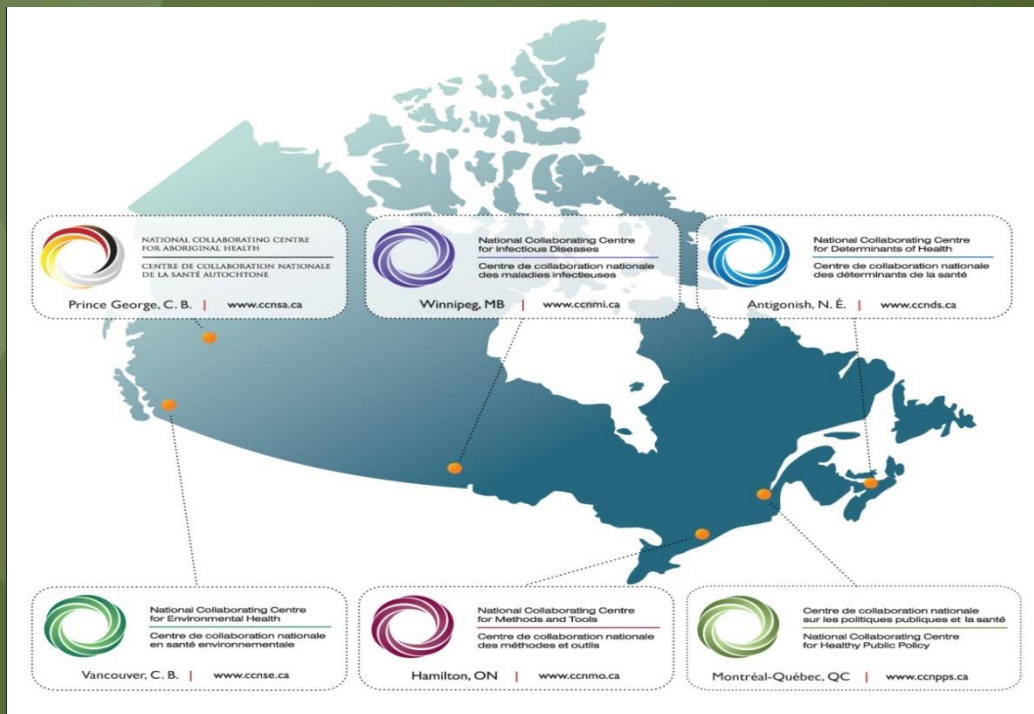 NATIONAL COLLABORATING CENTRE
FOR ABORIGINAL HEALTH
CENTRE DE COLLABORATION NATIONALE
DE LA SANTÉ AUTOCHTONE
Prince George, C. B. | www.ccnsa.ca
National Collaborating Centre
for Infectious Diseases
Centre de collaboration nationale
des maladies infectieuses
Winnipeg, MB | www.ccnmi.ca
National Collaborating Centre
for Determinants of Health
Centre de collaboration nationale
des déterminants de la santé
Antigonish, N. É. | www.ccnds.ca
National Collaborating Centre
for Environmental Health
Centre de collaboration nationale
en santé environnementale
Vancouver, C. B. | www.ccnse.ca
National Collaborating Centre
for Methods and Tools
Centre de collaboration nationale
des méthodes et outils
Hamilton, ON | www.ccnmo.ca
Centre de collaboration nationale
sur les politiques publiques et la santé
National Collaborating Centre
for Healthy Public Policy
Montréal-Québec, QC | www.ccnpps.ca